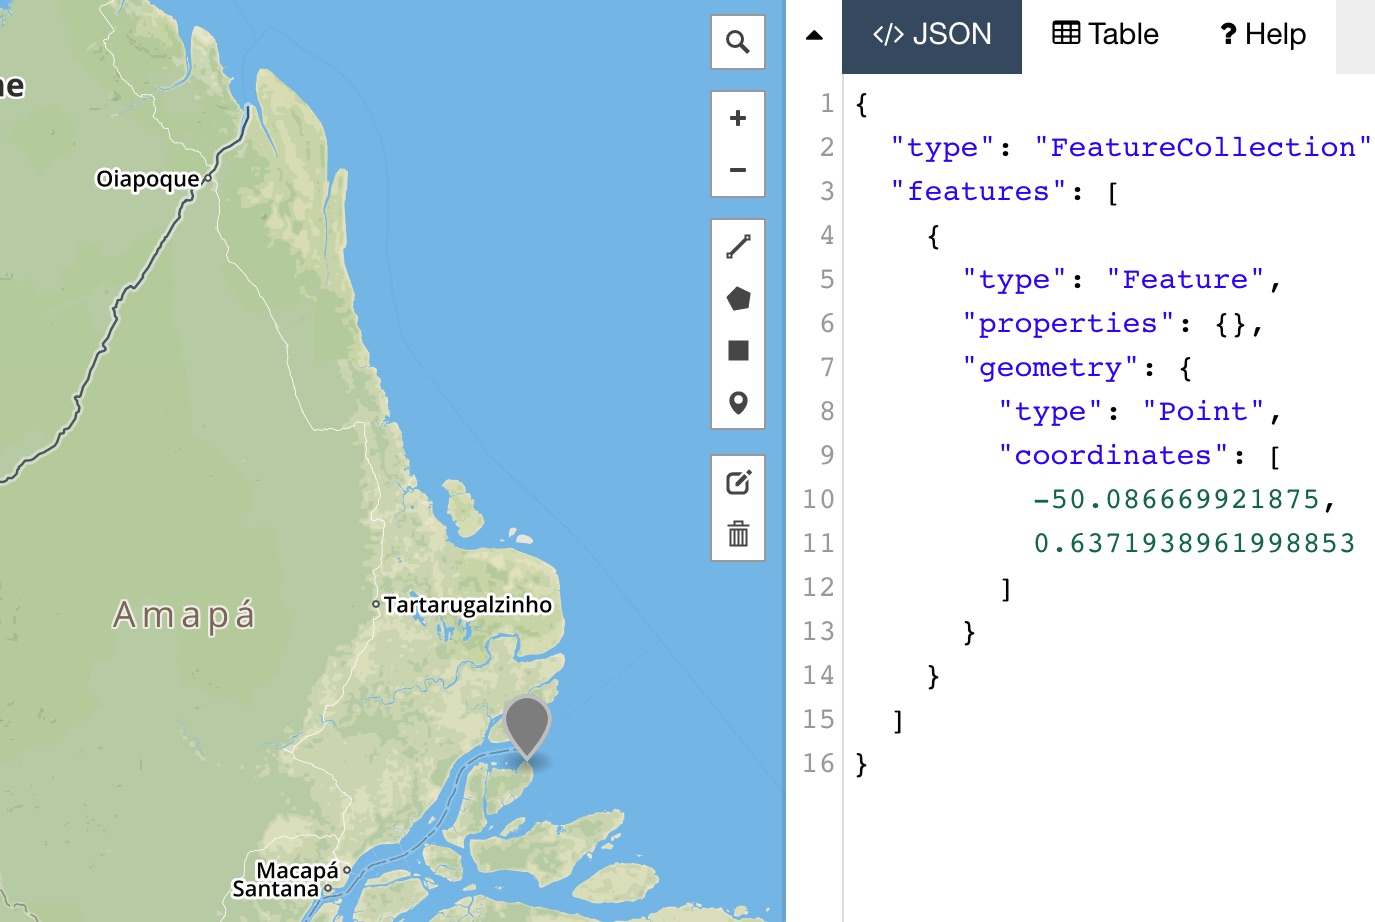 ne
Oiapoque
Amapá
Tartarugalzinho
Macapá
Santana
</> JSON
Table
? Help
1 {
2 "type": "FeatureCollection"
3 "features": [
4 {
5 "type": "Feature",
6 "properties": {},
7 "geometry": {
8 "type": "Point",
9 "coordinates": [
10 -50.086669921875,
11 0.6371938961998853
12 ]
13 }
14 }
15 ]
16 }